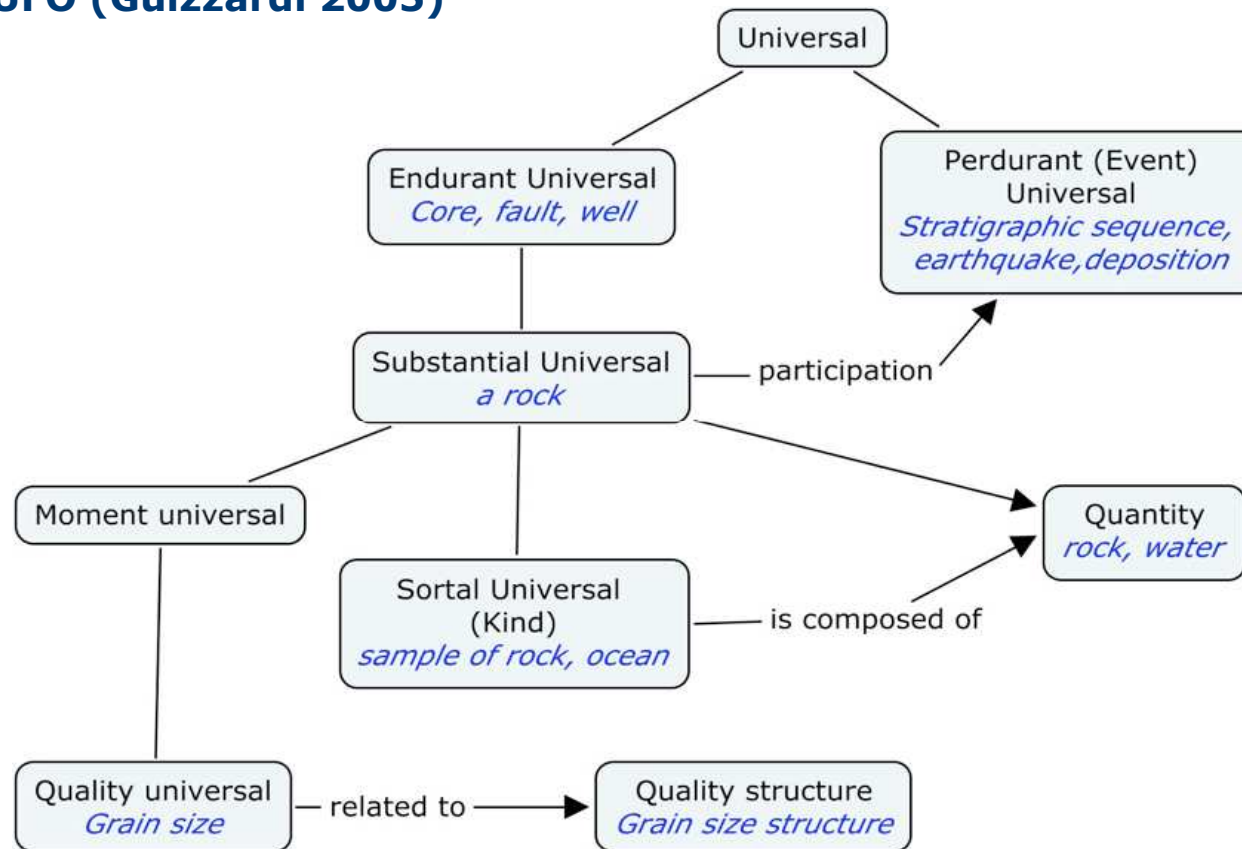 (Guizzardi 2005)
Universal
Endurant Universal
Core, fault, well
Perdurant (Event)
Universal
Stratigraphic sequence,
earthquake,deposition
Substantial Universal
a rock
participation
Moment universal
Quantity
rock, water
Sortal Universal
(Kind)
sample of rock, ocean
is composed of
Quality universal
Grain size
related to
Quality structure
Grain size structure